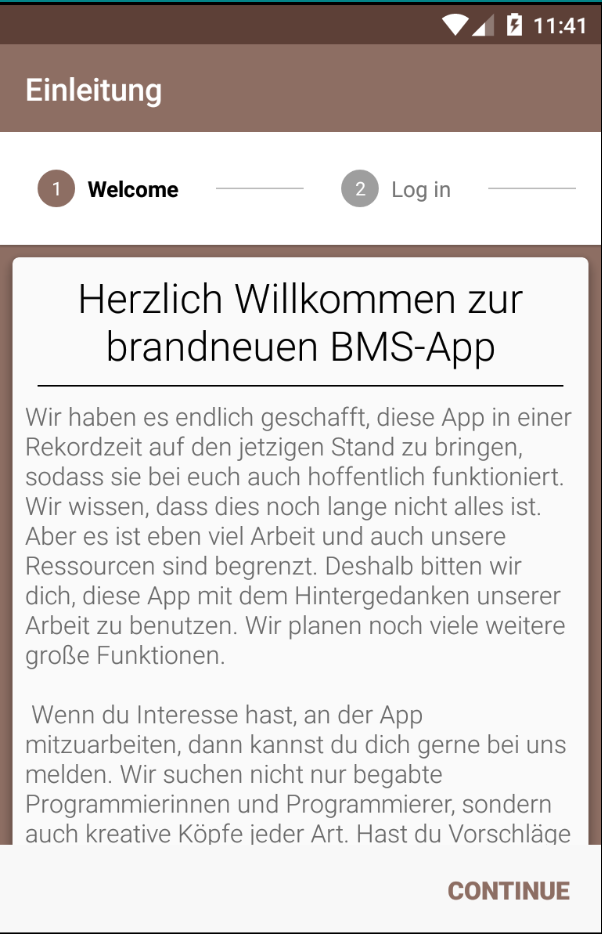 11:41
Einleitung
1 Welcome 2 Log in
Herzlich Willkommen zur
brandneuen BMS-App
Wir haben es endlich geschafft, diese App in einer
Rekordzeit auf den jetzigen Stand zu bringen,
sodass sie bei euch auch hoffentlich funktioniert.
Wir wissen, dass dies noch lange nicht alles ist.
Aber es ist eben viel Arbeit und auch unsere
Ressourcen sind begrenzt. Deshalb bitten wir
dich, diese App mit dem Hintergedanken unserer
Arbeit zu benutzen. Wir planen noch viele weitere
große Funktionen.
Wenn du Interesse hast, an der App
mitzuarbeiten, dann kannst du dich gerne bei uns
melden. Wir suchen nicht nur begabte
Programmierinnen und Programmierer, sondern
auch kreative Köpfe jeder Art. Hast du Vorschläge
CONTINUE